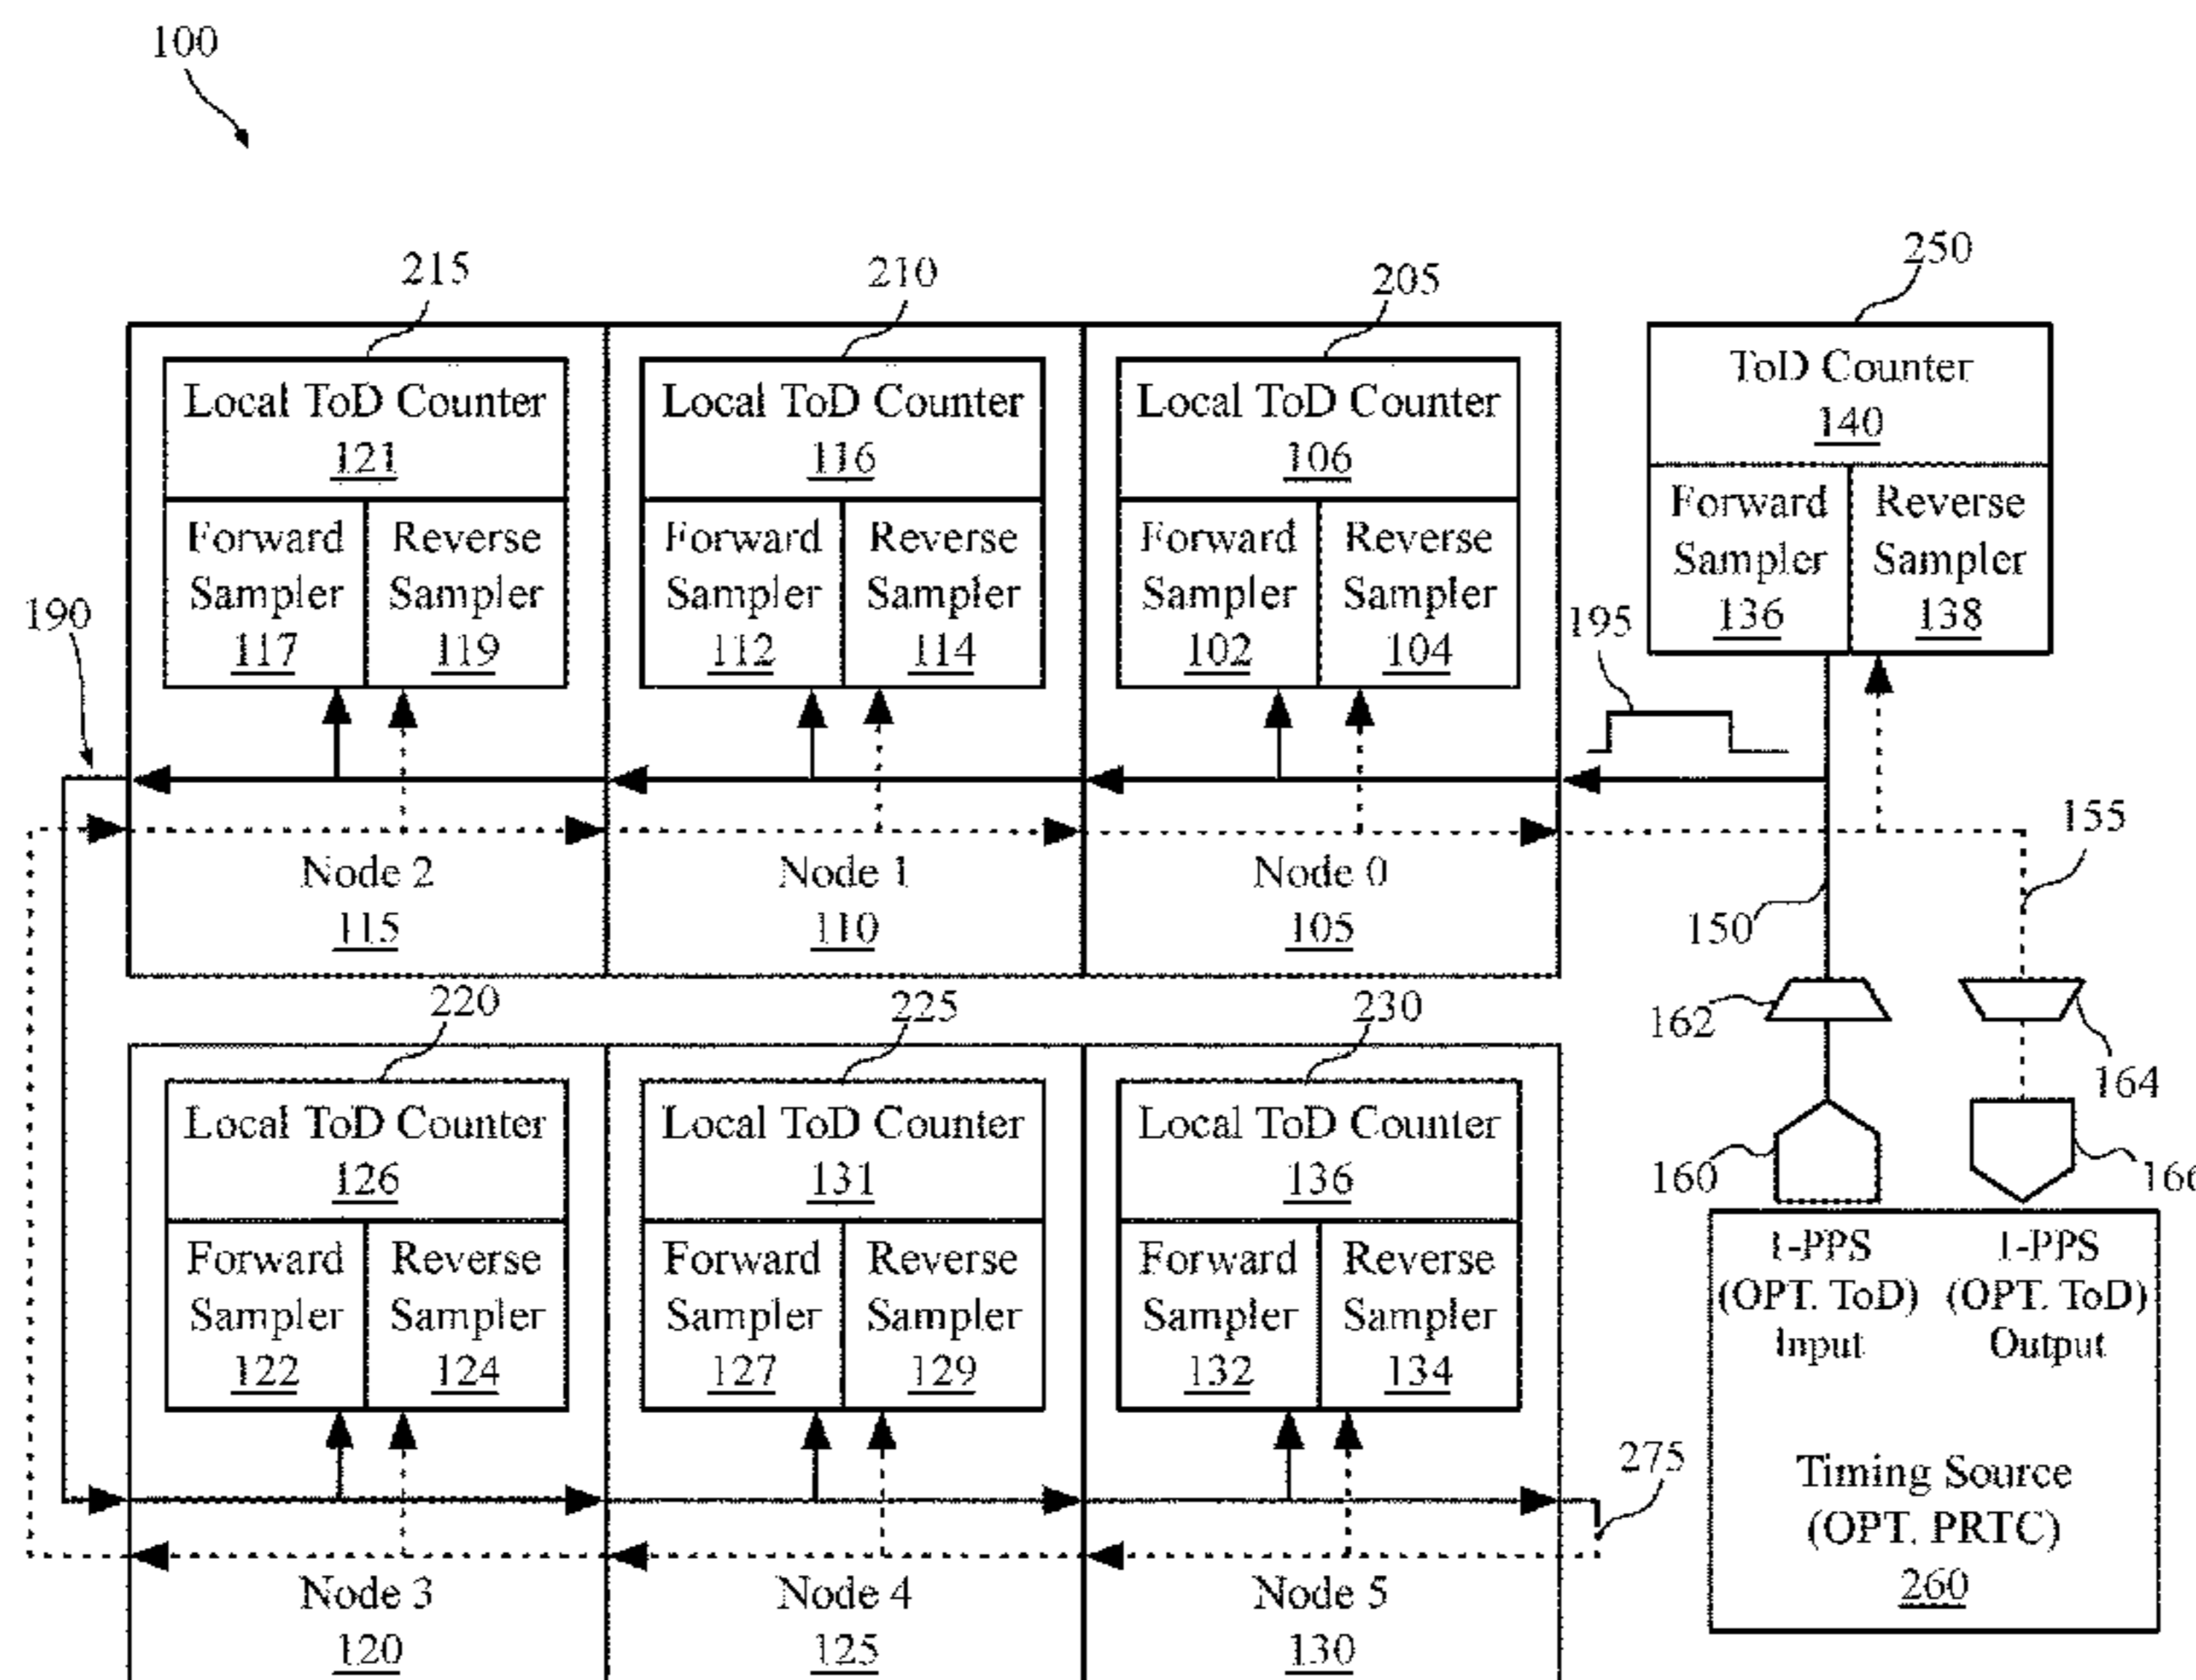 100
215
210
205
250
Local ToD Counter
121
Forward
Sampler
117
Reverse
Sampler
119
Local ToD Counter
116
Forward
Sampler
112
Reverse
Sampler
114
Local ToD Counter
106
Forward
Sampler
102
Reverse
Sampler
104
ToD Counter
140
Forward
Sampler
136
Reverse
Sampler
138
190
195
155
150
Node 2
115
Node 1
110
Node 0
105
162
164
160
166
220
225
230
Local ToD Counter
126
Forward
Sampler
122
Reverse
Sampler
124
Local ToD Counter
131
Forward
Sampler
127
Reverse
Sampler
129
Local ToD Counter
136
Forward
Sampler
132
Reverse
Sampler
134
1-PPS
(OPT. ToD)
Input
1-PPS
(OPT. ToD)
Output
Timing Source
(OPT. PRTC)
260
275
Node 3
120
Node 4
125
Node 5
130